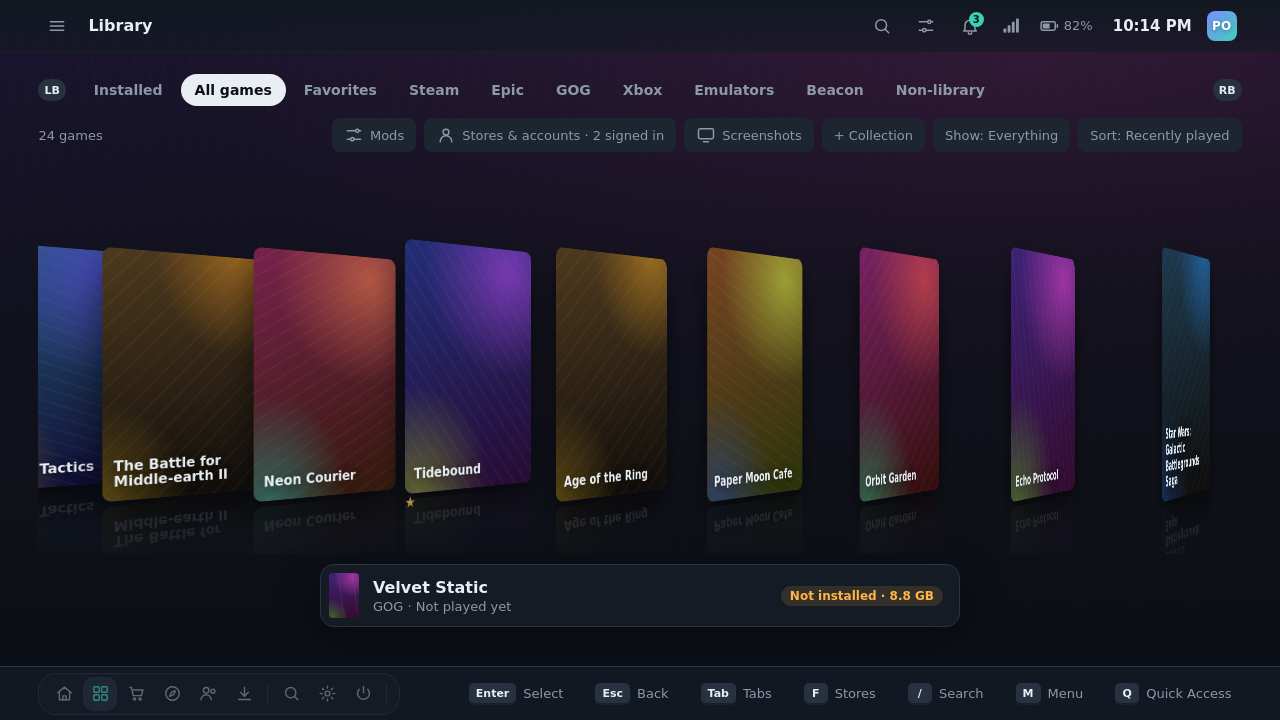 Library
3
82%
10:14 PM
PO
LB
Installed
All games
Favorites
Steam
Epic
GOG
Xbox
Emulators
Beacon
Non-library
RB
24 games
Mods
Stores & accounts · 2 signed in
Screenshots
+ Collection
Show: Everything
Sort: Recently played
Tactics
The Battle for
Middle-earth II
Neon Courier
Tidebound
Age of the Ring
Paper Moon Cafe
Orbit Garden
Echo Protocol
Star Wars:
Galactic
Battlegrounds
Saga
Velvet Static
GOG · Not played yet
Not installed · 8.8 GB
Enter Select
Esc Back
Tab Tabs
F Stores
/ Search
M Menu
Q Quick Access